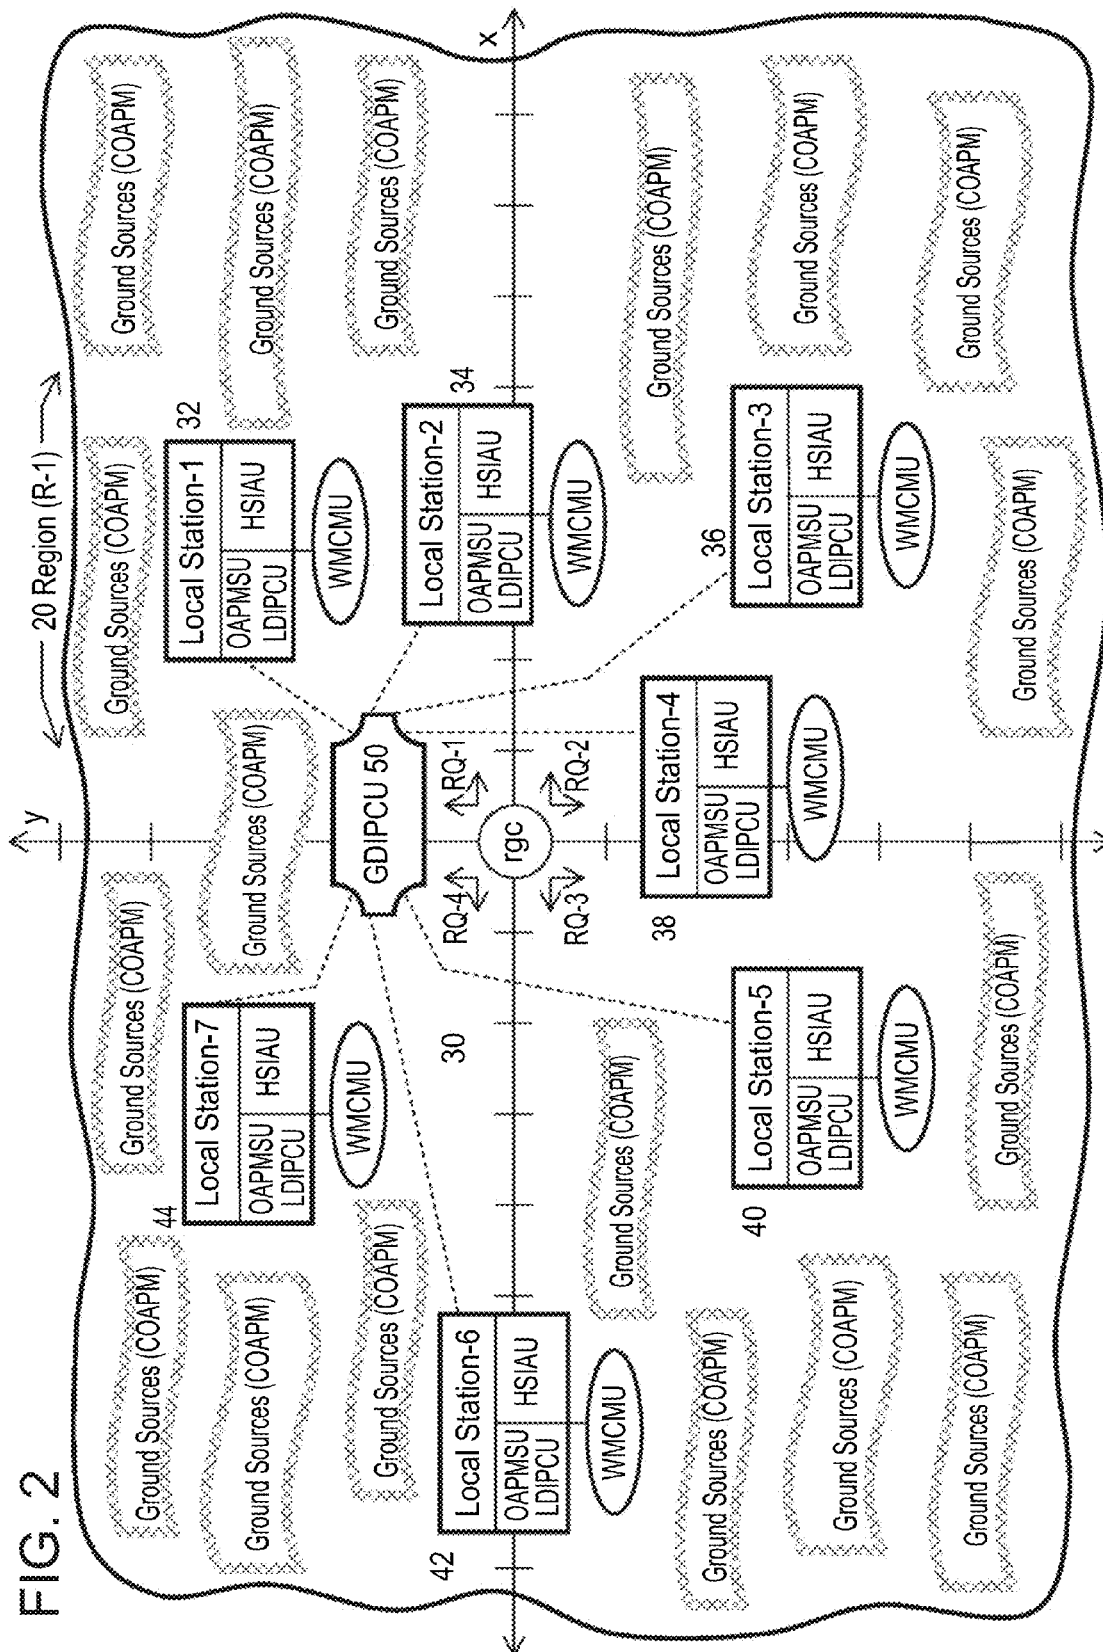 FIG. 2
y
20 Region (R-1)
Ground Sources (COAPM)
Ground Sources (COAPM)
Ground Sources (COAPM)
Ground Sources (COAPM)
44
32
Local Station-7
OAPMSU
LDIPCU
HSIAU
WMCMU
Local Station-1
OAPMSU
LDIPCU
HSIAU
WMCMU
Ground Sources (COAPM)
Ground Sources (COAPM)
Ground Sources (COAPM)
Ground Sources (COAPM)
GDIPCU 50
Ground Sources (COAPM)
34
Local Station-2
OAPMSU
LDIPCU
HSIAU
WMCMU
42
Local Station-6
OAPMSU
LDIPCU
HSIAU
WMCMU
30
RQ-4
RQ-1
x
rgc
RQ-3
RQ-2
Ground Sources (COAPM)
38
Local Station-4
OAPMSU
LDIPCU
HSIAU
WMCMU
Ground Sources (COAPM)
Ground Sources (COAPM)
40
36
Local Station-5
OAPMSU
LDIPCU
HSIAU
WMCMU
Local Station-3
OAPMSU
LDIPCU
HSIAU
WMCMU
Ground Sources (COAPM)
Ground Sources (COAPM)
Ground Sources (COAPM)
Ground Sources (COAPM)
Ground Sources (COAPM)
Ground Sources (COAPM)